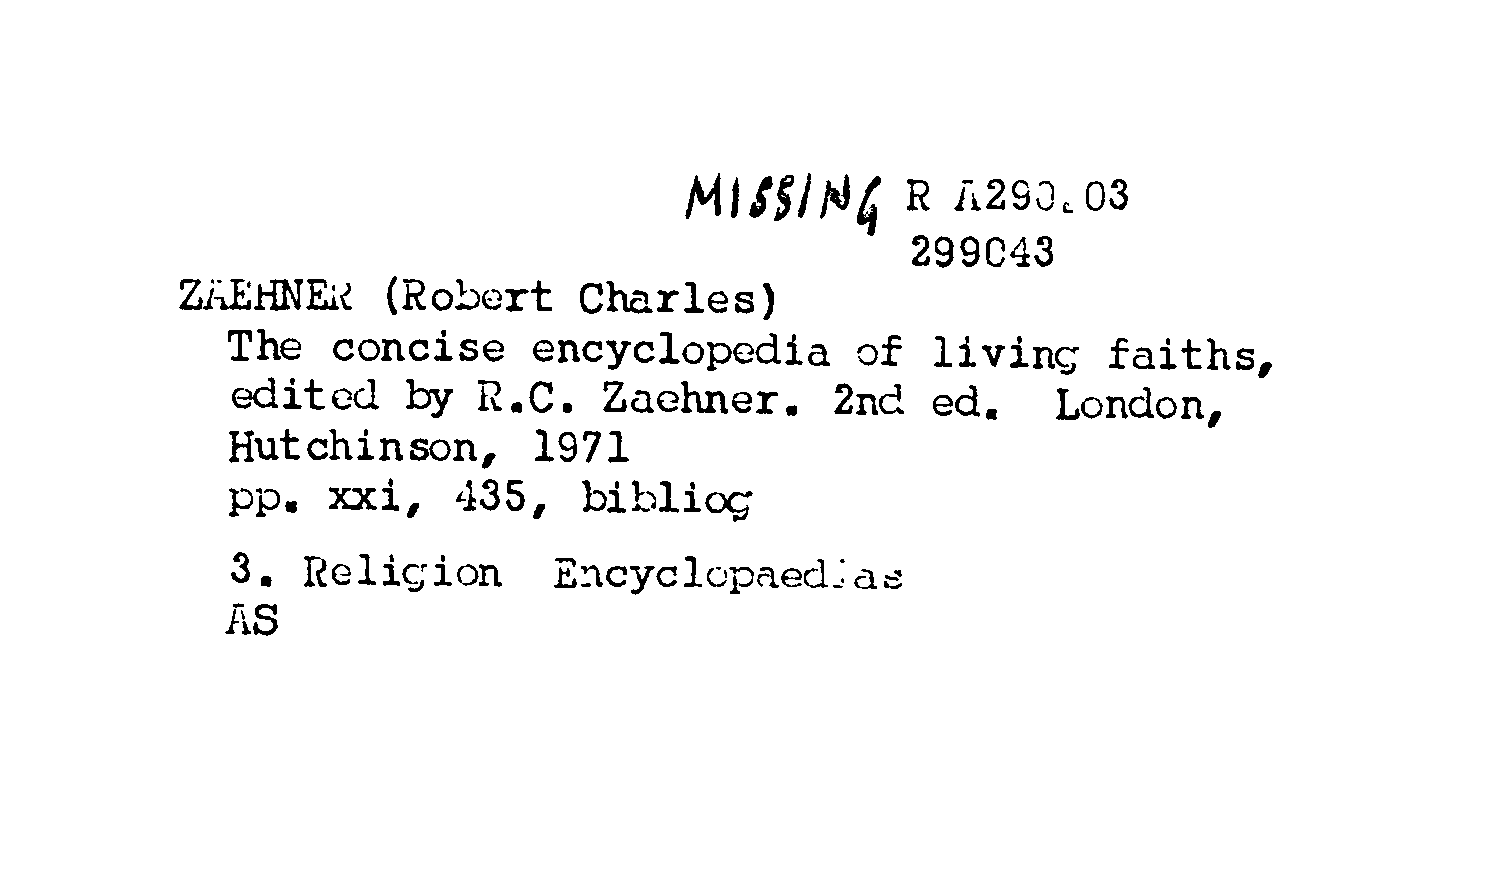 MISSING R A290.03
299043
ZAEHNER (Robert Charles)
The concise encyclopedia of living faiths,
edited by R.C. Zaehner. 2nd ed. London,
Hutchinson, 1971
pp. xxi, 435, bibliog
3. Religion Encyclopaedias
AS